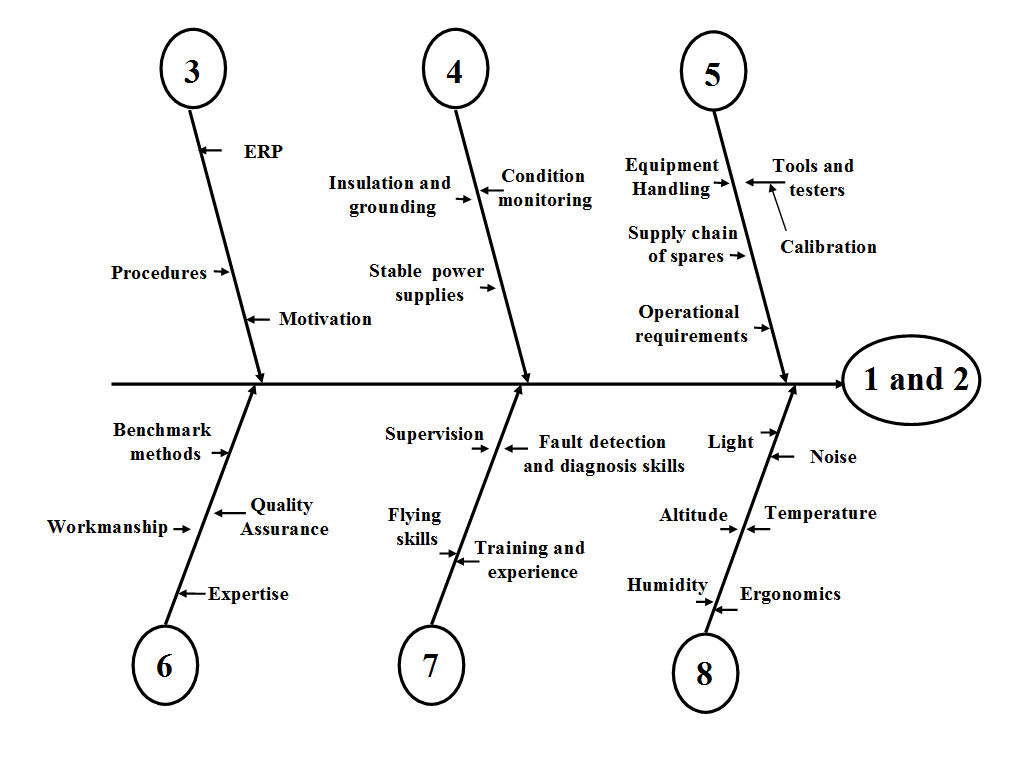 3
4
5
ERP
Insulation and
grounding
Condition
monitoring
Equipment
Handling
Tools and
testers
Supply chain
of spares
Calibration
Procedures
Stable power
supplies
Motivation
Operational
requirements
1 and 2
Benchmark
methods
Supervision
Fault detection
and diagnosis skills
Light
Noise
Workmanship
Quality
Assurance
Flying
skills
Altitude
Temperature
Training and
experience
Expertise
Humidity
Ergonomics
6
7
8